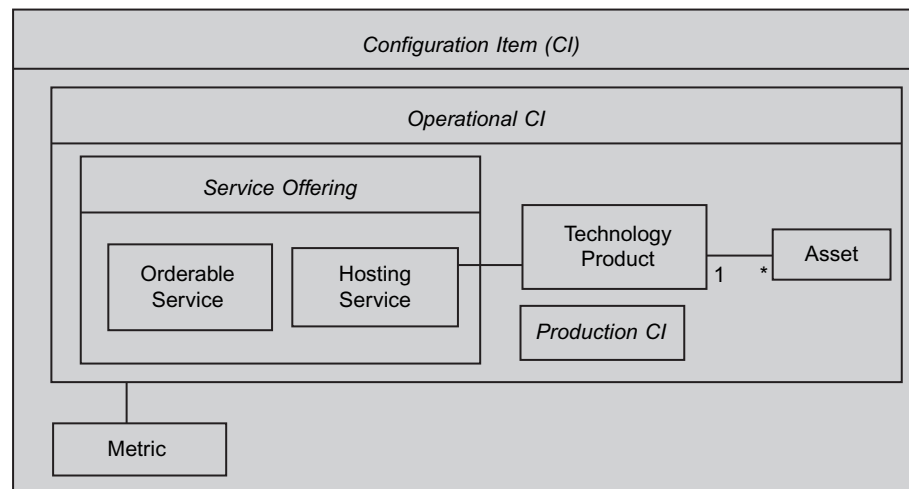 Configuration Item (CI)
Operational CI
Service Offering
Orderable
Service
Hosting
Service
Technology
Product
1
*
Asset
Production CI
Metric